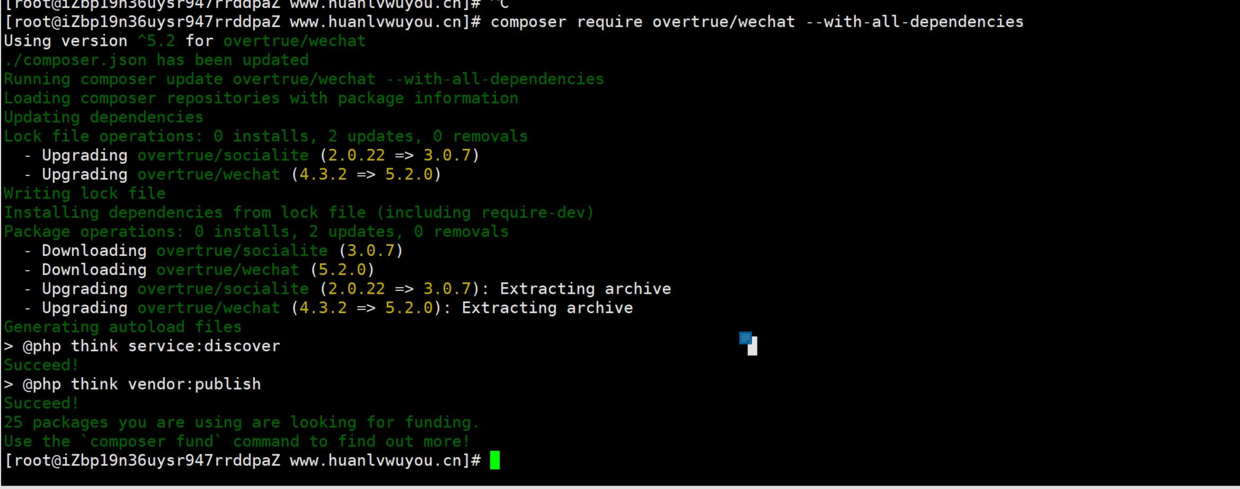 [root@iZbp19n36uysr947rrddpaZ www.huanlvwuyou.cn]# ^C
[root@iZbp19n36uysr947rrddpaZ www.huanlvwuyou.cn]# composer require overtrue/wechat --with-all-dependencies
Using version ^5.2 for overtrue/wechat
./composer.json has been updated
Running composer update overtrue/wechat --with-all-dependencies
Loading composer repositories with package information
Updating dependencies
Lock file operations: 0 installs, 2 updates, 0 removals
  - Upgrading overtrue/socialite (2.0.22 => 3.0.7)
  - Upgrading overtrue/wechat (4.3.2 => 5.2.0)
Writing lock file
Installing dependencies from lock file (including require-dev)
Package operations: 0 installs, 2 updates, 0 removals
  - Downloading overtrue/socialite (3.0.7)
  - Downloading overtrue/wechat (5.2.0)
  - Upgrading overtrue/socialite (2.0.22 => 3.0.7): Extracting archive
  - Upgrading overtrue/wechat (4.3.2 => 5.2.0): Extracting archive
Generating autoload files
> @php think service:discover
Succeed!
> @php think vendor:publish
Succeed!
25 packages you are using are looking for funding.
Use the `composer fund` command to find out more!
[root@iZbp19n36uysr947rrddpaZ www.huanlvwuyou.cn]#